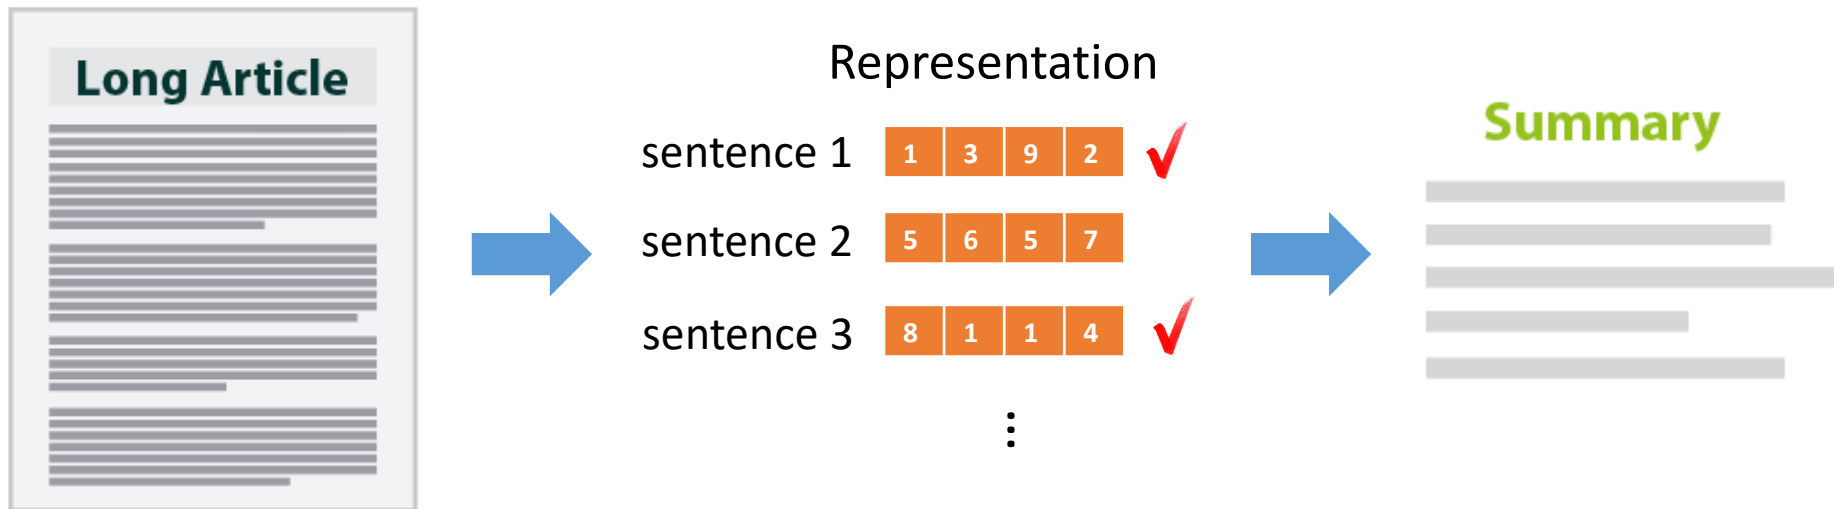 Long Article
Representation
sentence 1 1 3 9 2
sentence 2 5 6 5 7
sentence 3 8 1 1 4
⋮
Summary